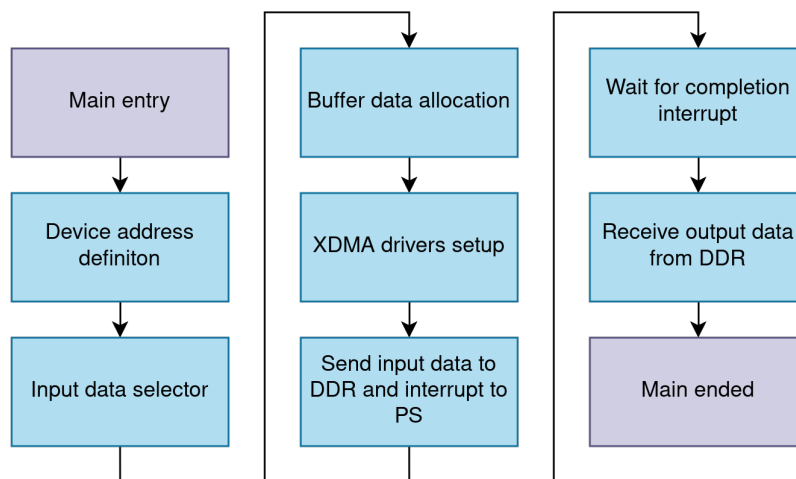 Main entry
Device address
definiton
Input data selector
Buffer data allocation
XDMA drivers setup
Send input data to
DDR and interrupt to
PS
Wait for completion
interrupt
Receive output data
from DDR
Main ended